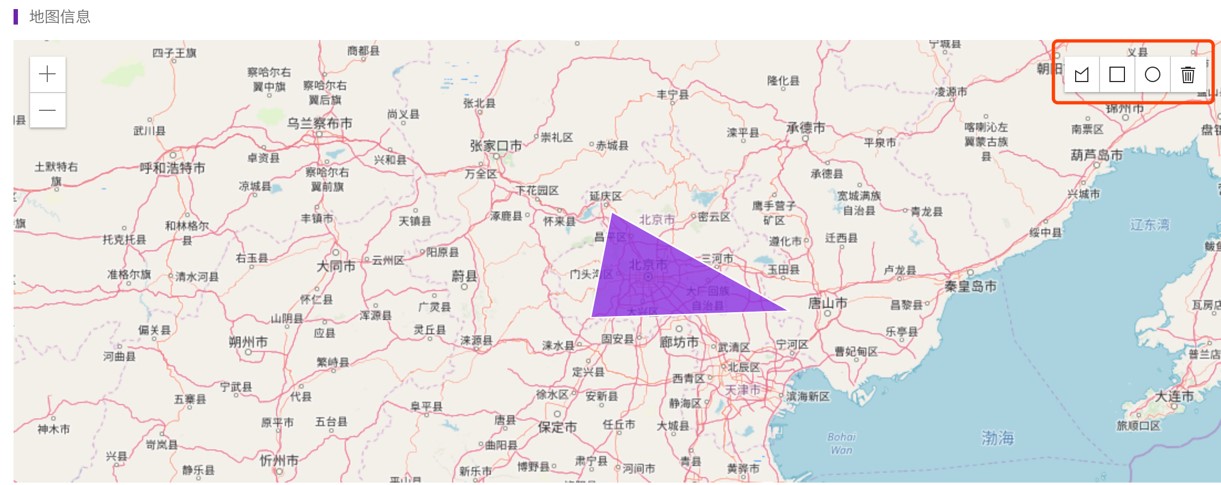 地图信息
四子王旗
商都县
宁城县
义县
察哈尔右
翼中旗
察哈尔右
翼后旗
隆化县
朝阳
张北县
丰宁县
凌源市
尚义县
锦州市
武川县
乌兰察布市
崇礼区
滦平县
承德市
喀喇沁左
翼蒙古族
县
南票区
张家口市
赤城县
平泉市
卓资县
兴和县
葫芦岛市
土默特右
旗
呼和浩特市
万全区
承德县
察哈尔右
翼前旗
凉城县
下花园区
延庆区
宽城满族
自治县
兴城市
鹰手营子
矿区
丰镇市
天镇县
涿鹿县
怀来县
北京市
密云区
青龙县
辽东湾
和林格尔
县
绥中县
托克托县
昌平区
遵化市
迁西县
阳原县
右玉县
云州区
大同市
北京市
三河市
玉田县
卢龙县
准格尔旗
清水河县
蔚县
门头沟区
秦皇岛市
大厂回族
自治县
怀仁县
广灵县
唐山市
昌黎县
瓦房店
山阴县
浑源县
大兴区
偏关县
应县
灵丘县
乐亭县
朔州市
涞源县
涞水县
固安县
廊坊市
武清区
宁河区
曹妃甸区
河曲县
繁峙县
普兰店
定兴县
北辰区
西青区
宁武县
天津市
五寨县
代县
徐水区
安新县
静海区
滨海新区
大连市
阜平县
原平市
五台县
唐县
任丘市
大城县
旅顺口区
神木市
保定市
Bohai
Wan
渤海
岢岚县
曲阳县
兴县
忻州市
青县
静乐县
新乐市
博野县
肃宁县
河间市
黄骅市